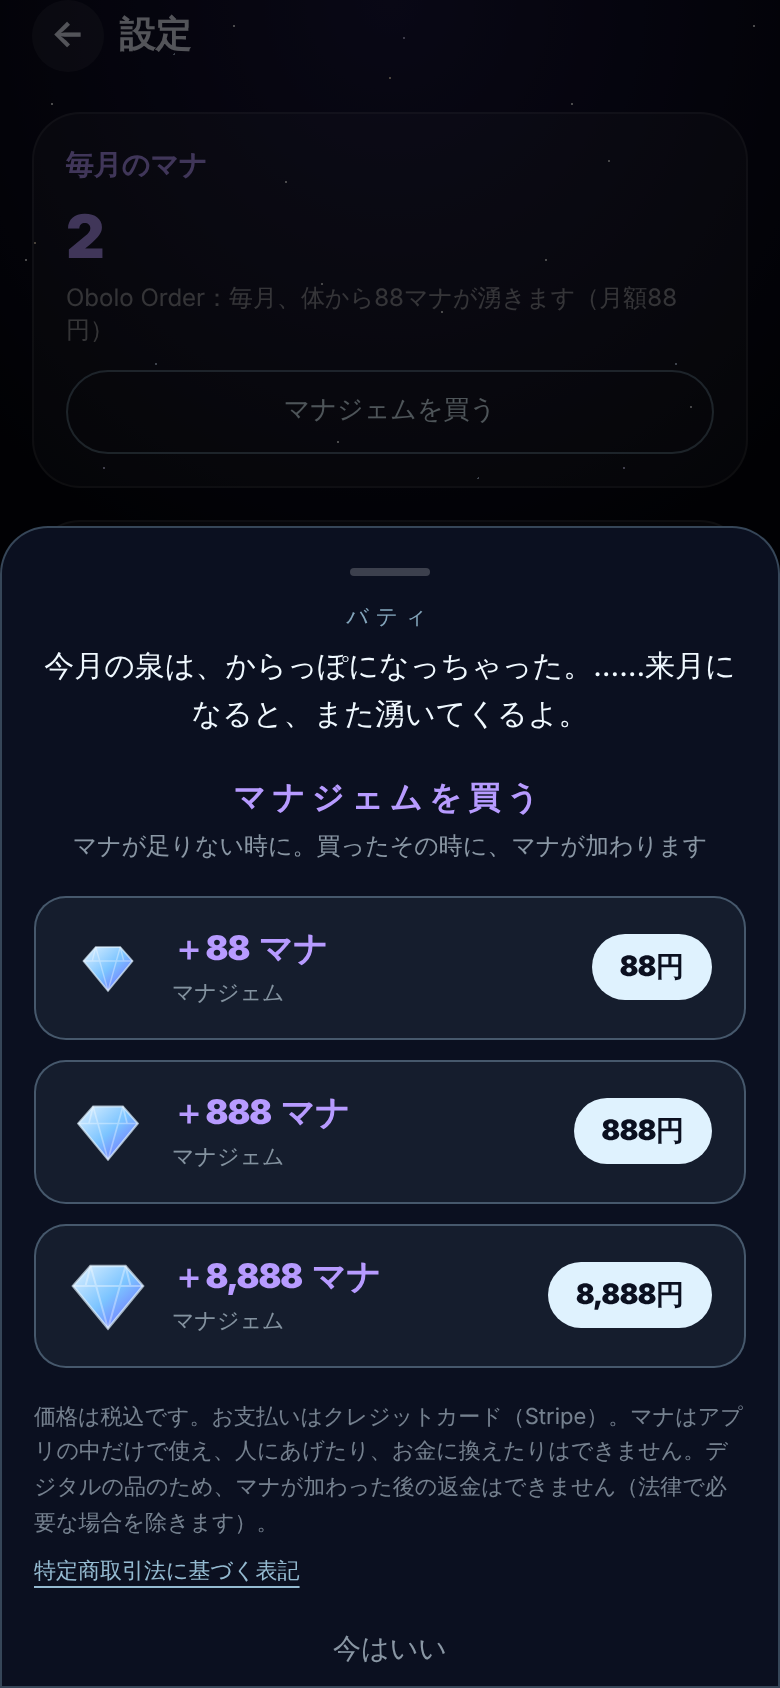 設定
毎月のマナ
2
Obolo Order：毎月、体から88マナが湧きます（月額88
円）
マナジェムを買う
バティ
今月の泉は、からっぽになっちゃった。……来月に
なると、また湧いてくるよ。
マナジェムを買う
マナが足りない時に。買ったその時に、マナが加わります
＋88 マナ
マナジェム
88円
＋888 マナ
マナジェム
888円
＋8,888 マナ
マナジェム
8,888円
価格は税込です。お支払いはクレジットカード（Stripe）。マナはアプ
リの中だけで使え、人にあげたり、お金に換えたりはできません。デ
ジタルの品のため、マナが加わった後の返金はできません（法律で必
要な場合を除きます）。
特定商取引法に基づく表記
今はいい